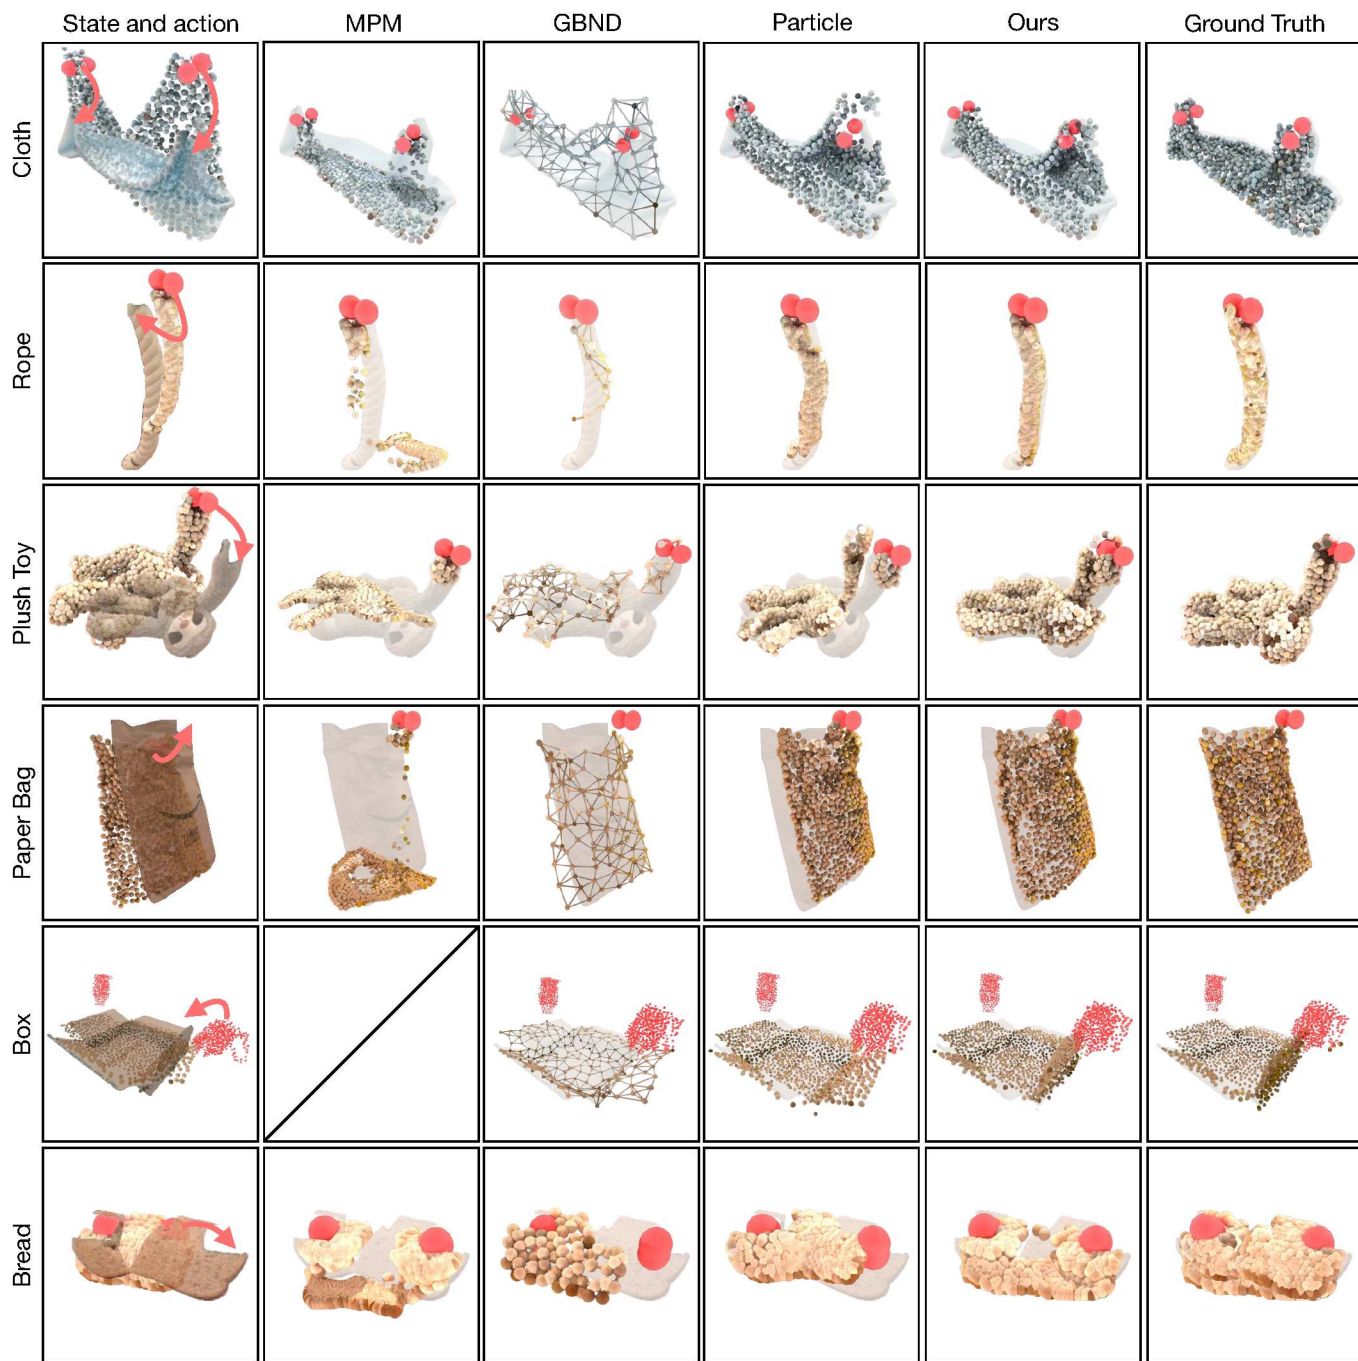 State and action MPM GBND Particle Ours Ground Truth
Cloth
Rope
Plush Toy
Paper Bag
Box
Bread